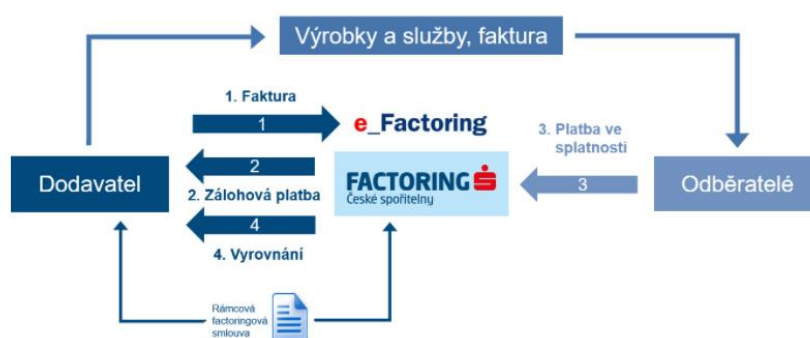 Výrobky a služby, faktura
1. Faktura
1
e_Factoring
3. Platba ve
splatnosti
Dodavatel
2
2. Zálohová platba
FACTORING S
České spořitelny
3
Odběratelé
4
4. Vyrovnání
Rámcová
factoringová
smlouva